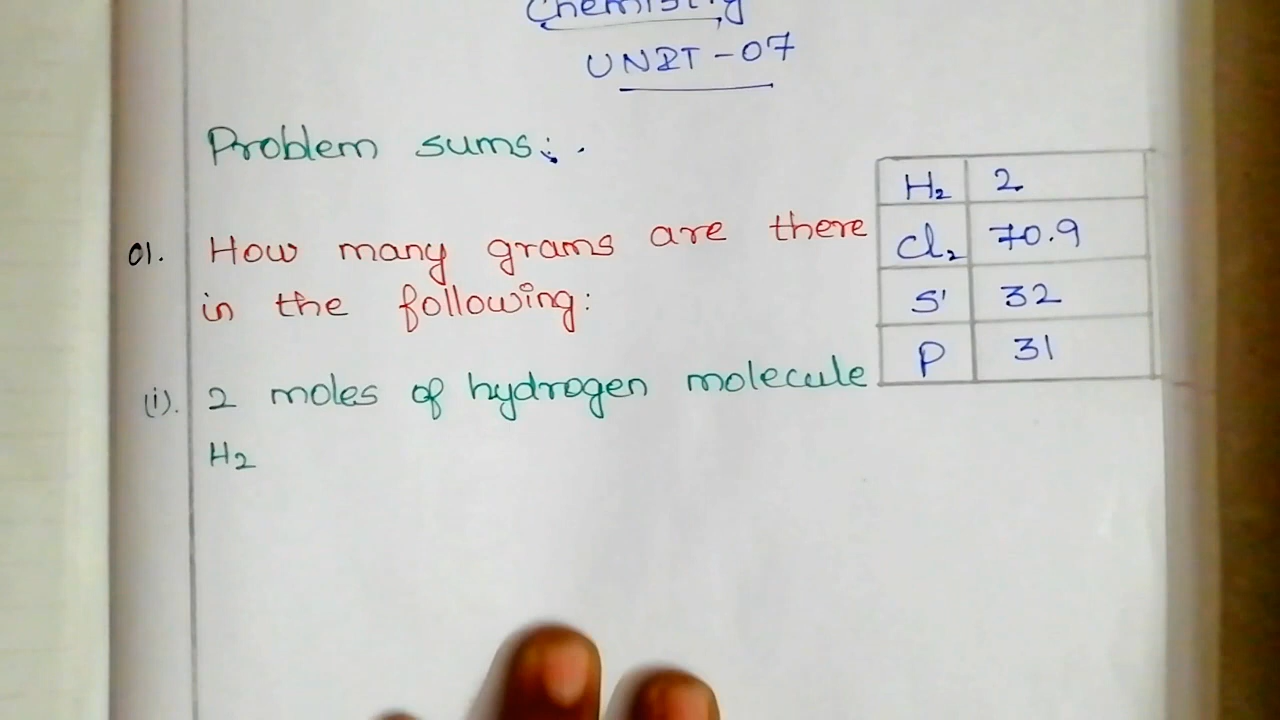 Chemistry
UNIT - 07
Problem sums:.
01. How many grams are there
in the following:
(i). 2 moles of hydrogen molecule
H₂
H₂ 2
Cl₂ 70.9
S 32
P 31